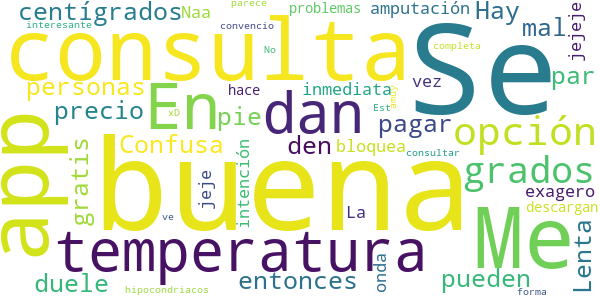 centígrados
Naa
interesante
parece
convencio
problemas
amputación
Hay
mal
jejeje
consulta
Se
No
completa
personas
precio
xD
En
pie
hace
inmediata
Est
amuy
vez
par
app
gratis
Confusa
jeje
intención
dan
den
pagar
bloquea
consultar
opción
grados
exagero
descargan
buena
Me
La
onda
ve
temperatura
duele
entonces
pueden
Lenta
hipocondriacos
forma